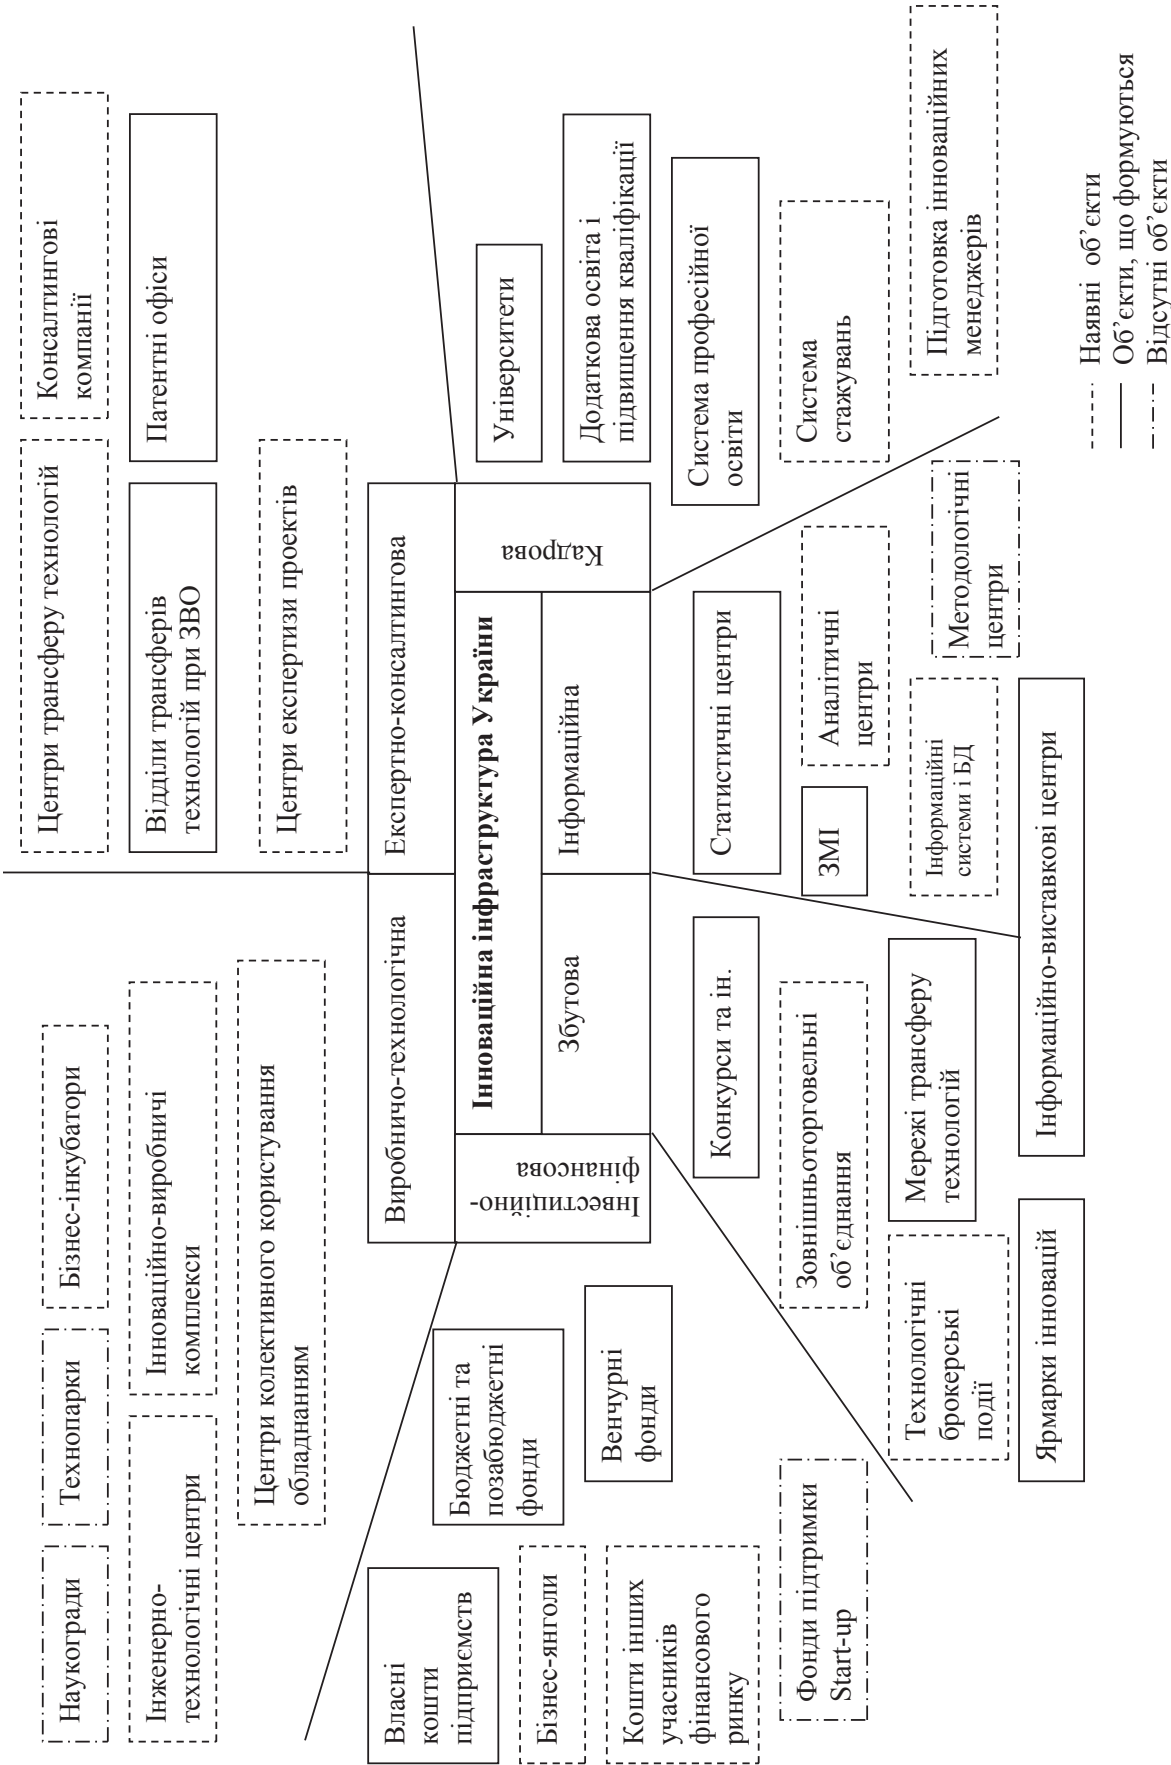 Наукогради
Технопарки
Бізнес-інкубатори
Інженерно-
технологічні центри
Інноваційно-виробничі
комплекси
Центри колективного користування
обладнанням
Центри трансферу технологій
Консалтингові
компанії
Відділи трансферів
технологій при ЗВО
Патентні офіси
Центри експертизи проектів
Виробничо-технологічна
Експертно-консалтингова
Інвестиційно-
фінансова
Інноваційна інфраструктура України
Кадрова
Збутова
Інформаційна
Власні
кошти
підприємств
Бюджетні та
позабюджетні
фонди
Бізнес-янголи
Венчурні
фонди
Кошти інших
учасників
фінансового
ринку
Фонди підтримки
Start-up
Конкурси та ін.
Зовнішньоторговельні
об’єднання
Технологічні
брокерські
події
Мережі трансферу
технологій
Ярмарки інновацій
Інформаційно-виставкові центри
Статистичні центри
ЗМІ
Аналітичні
центри
Інформаційні
системи і БД
Методологічні
центри
Університети
Додаткова освіта і
підвищення кваліфікації
Система професійної
освіти
Система
стажувань
Підготовка інноваційних
менеджерів
Наявні об’єкти
Об’єкти, що формуються
Відсутні об’єкти